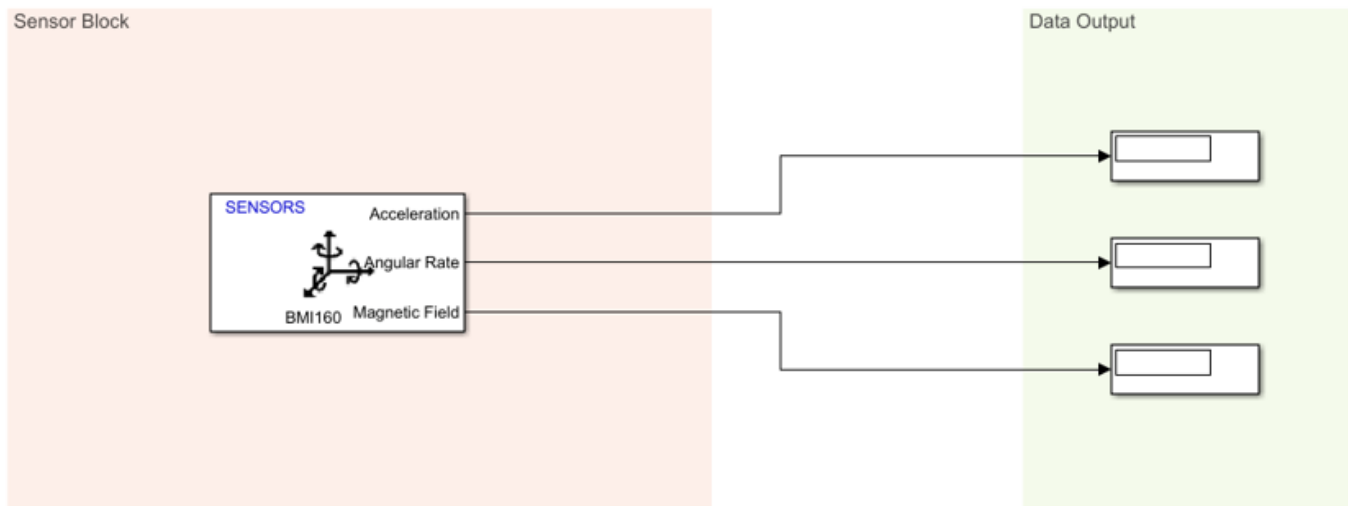 Sensor Block
Data Output
SENSORS
Acceleration
Angular Rate
Magnetic Field
BMI160